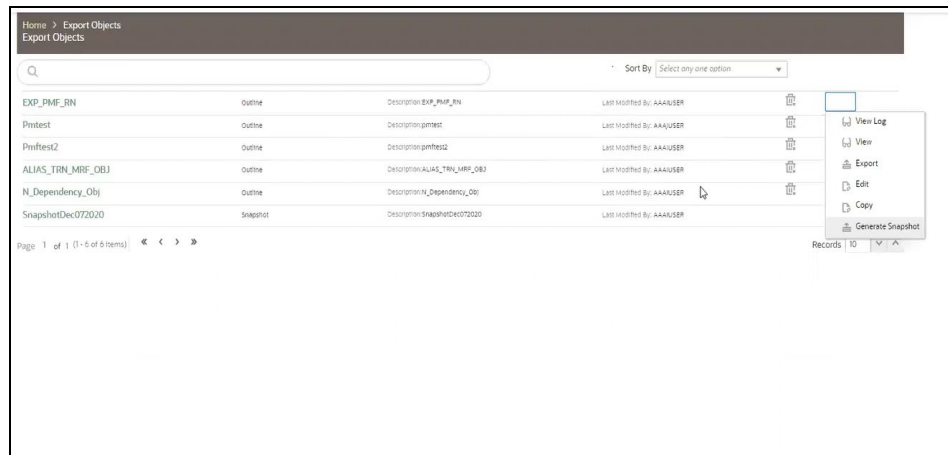 Home > Export Objects
Export Objects
Sort By Select any one option
EXP_PMF_RN Outline Description:EXP_PMF_RN Last Modified By: AAAIUSER
Pmtest Outline Description:pmtest Last Modified By: AAAIUSER
Pmftest2 Outline Description:pmftest2 Last Modified By: AAAIUSER
ALIAS_TRN_MRF_OBJ Outline Description:ALIAS_TRN_MRF_OBJ Last Modified By: AAAIUSER
N_Dependency_Obj Outline Description:N_Dependency_Obj Last Modified By: AAAIUSER
SnapshotDec072020 Snapshot Description:SnapshotDec072020 Last Modified By: AAAIUSER
View Log
View
Export
Edit
Copy
Generate Snapshot
Page 1 of 1 (1 - 6 of 6 items) « < > » Records 10